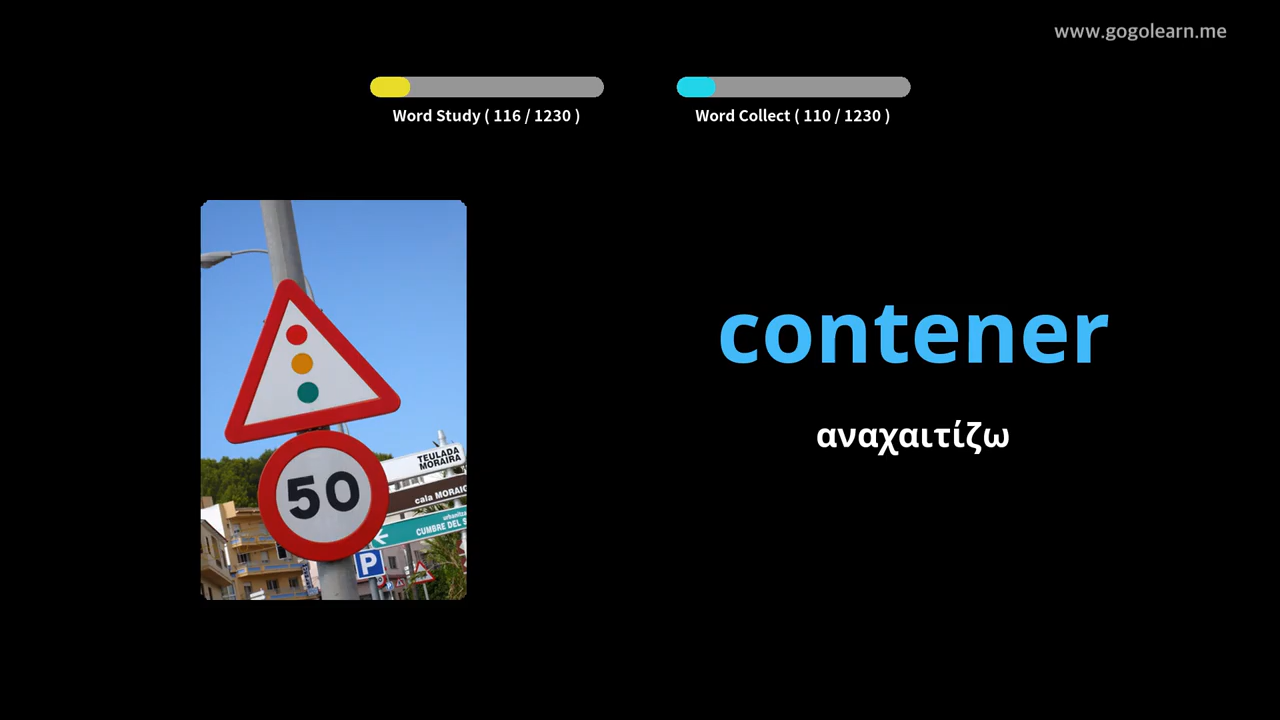 www.gogolearn.me
Word Study ( 116 / 1230 )
Word Collect ( 110 / 1230 )
contener
αναχαιτίζω
50
TEULADA
MORAIRA
cala MORAIG
CUMBRE DEL S
P